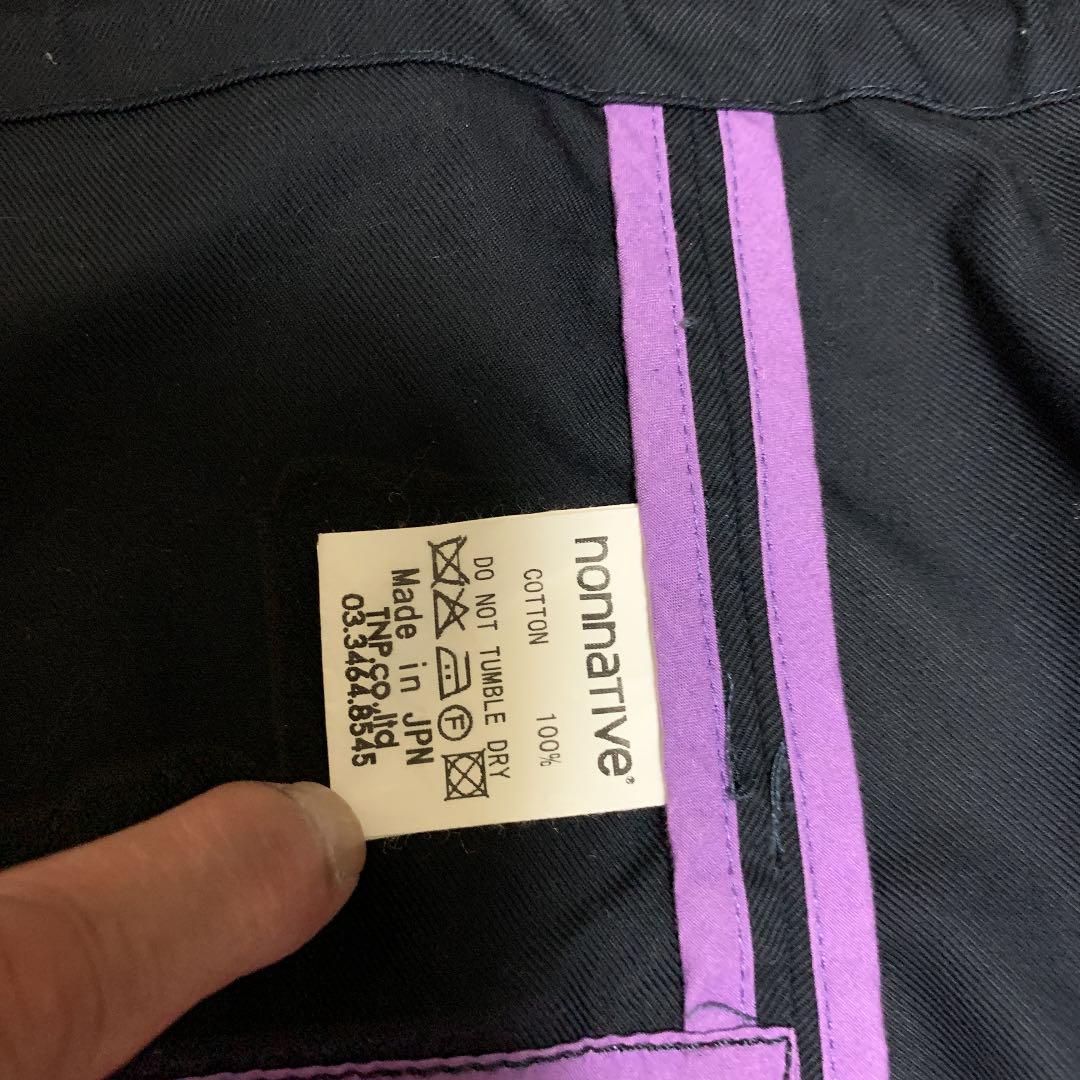 nonnaTIVe®
COTTON 100%
DO NOT TUMBLE DRY
F
Made in JPN
TNP.CO.,ltd
03.3464.8545